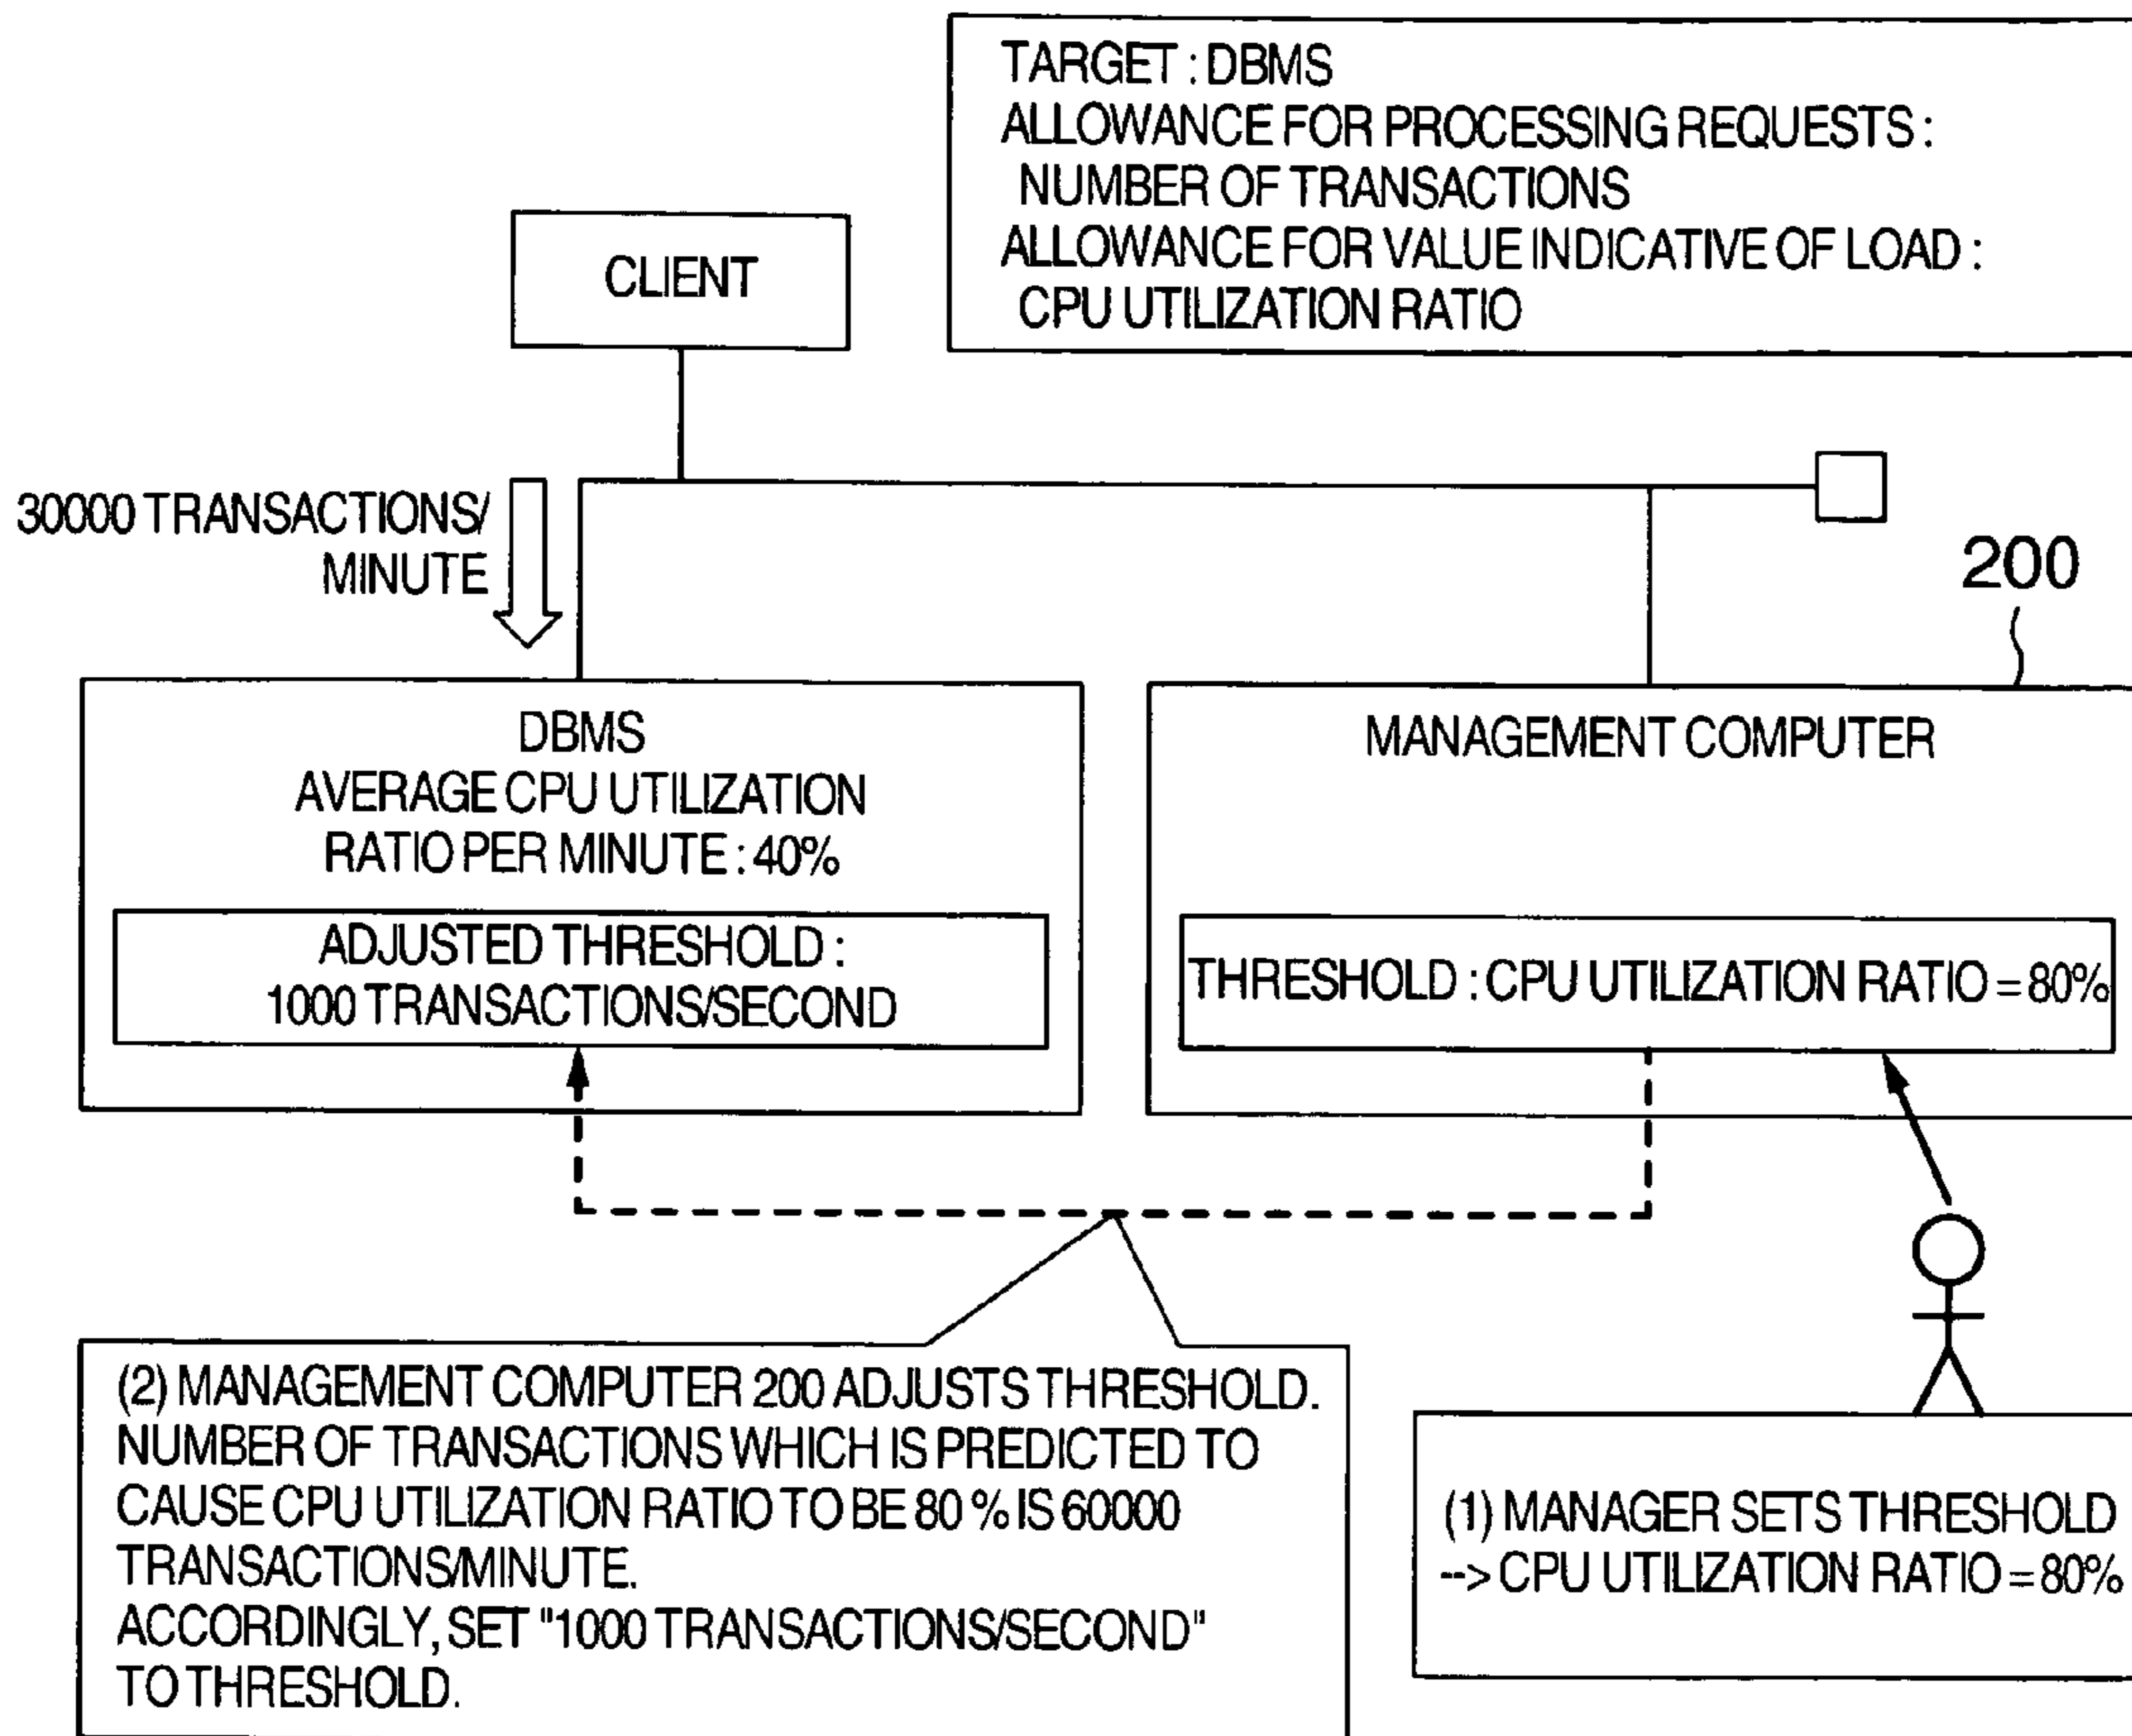 TARGET : DBMS
ALLOWANCE FOR PROCESSING REQUESTS :
NUMBER OF TRANSACTIONS
ALLOWANCE FOR VALUE INDICATIVE OF LOAD :
CPU UTILIZATION RATIO
CLIENT
30000 TRANSACTIONS/
MINUTE
200
DBMS
AVERAGE CPU UTILIZATION
RATIO PER MINUTE : 40%
ADJUSTED THRESHOLD :
1000 TRANSACTIONS/SECOND
MANAGEMENT COMPUTER
THRESHOLD : CPU UTILIZATION RATIO = 80%
(2) MANAGEMENT COMPUTER 200 ADJUSTS THRESHOLD.
NUMBER OF TRANSACTIONS WHICH IS PREDICTED TO
CAUSE CPU UTILIZATION RATIO TO BE 80 % IS 60000
TRANSACTIONS/MINUTE.
ACCORDINGLY, SET "1000 TRANSACTIONS/SECOND"
TO THRESHOLD.
(1) MANAGER SETS THRESHOLD
--> CPU UTILIZATION RATIO = 80%